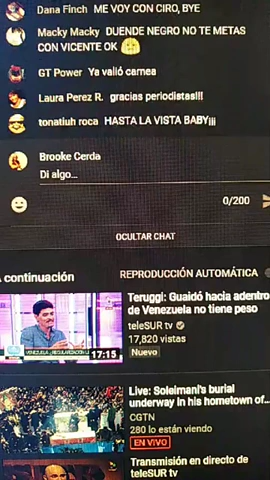 Dana Finch ME VOY CON CIRO, BYE
Macky Macky DUENDE NEGRO NO TE METAS
CON VICENTE OK
GT Power Ya valió carnea
Laura Perez R. gracias periodistas!!!
tonatiuh roca HASTA LA VISTA BABY¡¡¡
Brooke Cerda
Di algo...
0/200
OCULTAR CHAT
A continuación
REPRODUCCIÓN AUTOMÁTICA
Teruggi: Guaidó hacia adentro
de Venezuela no tiene peso
teleSUR tv
17,820 vistas
Nuevo
17:15
Live: Soleimani's burial
underway in his hometown of...
CGTN
280 lo están viendo
EN VIVO
Transmisión en directo de
teleSUR tv